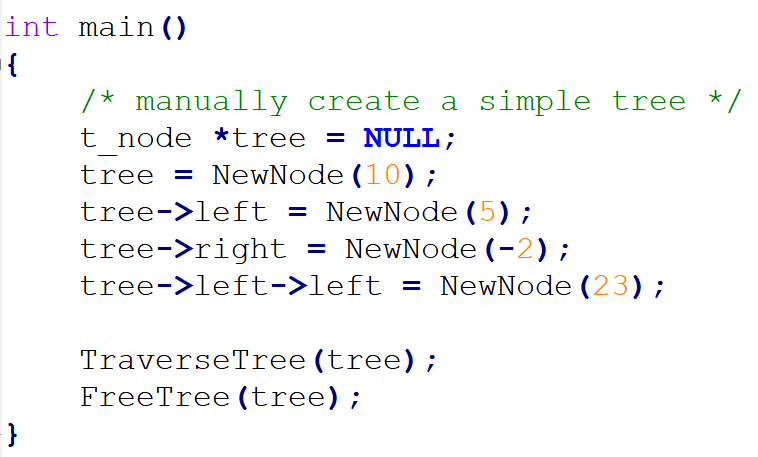 int main()
{
    /* manually create a simple tree */
    t_node *tree = NULL;
    tree = NewNode(10);
    tree->left = NewNode(5);
    tree->right = NewNode(-2);
    tree->left->left = NewNode(23);

    TraverseTree(tree);
    FreeTree(tree);
}